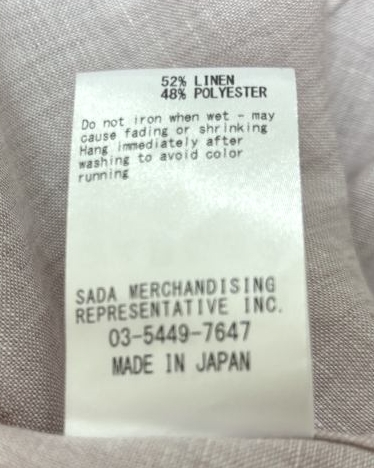 52% LINEN
48% POLYESTER
Do not iron when wet - may
cause fading or shrinking
Hang immediately after
washing to avoid color
running
SADA MERCHANDISING
REPRESENTATIVE INC.
03-5449-7647
MADE IN JAPAN